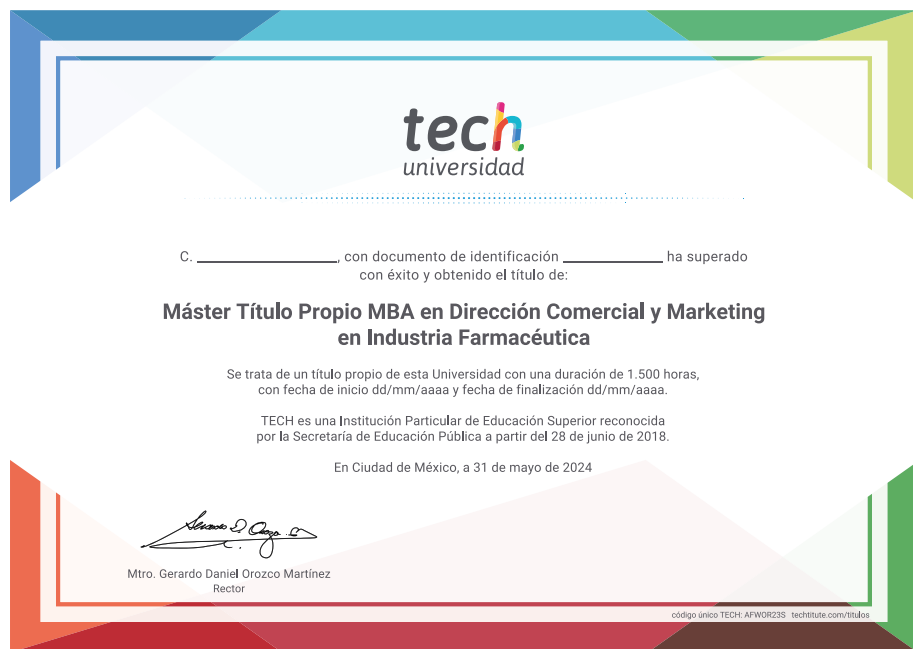 tech
universidad
C. ____________________, con documento de identificación ______________ ha superado
con éxito y obtenido el título de:
Máster Título Propio MBA en Dirección Comercial y Marketing
en Industria Farmacéutica
Se trata de un título propio de esta Universidad con una duración de 1.500 horas,
con fecha de inicio dd/mm/aaaa y fecha de finalización dd/mm/aaaa.
TECH es una Institución Particular de Educación Superior reconocida
por la Secretaría de Educación Pública a partir del 28 de junio de 2018.
En Ciudad de México, a 31 de mayo de 2024
Mtro. Gerardo Daniel Orozco Martínez
Rector
código único TECH: AFWOR23S techtitute.com/titulos